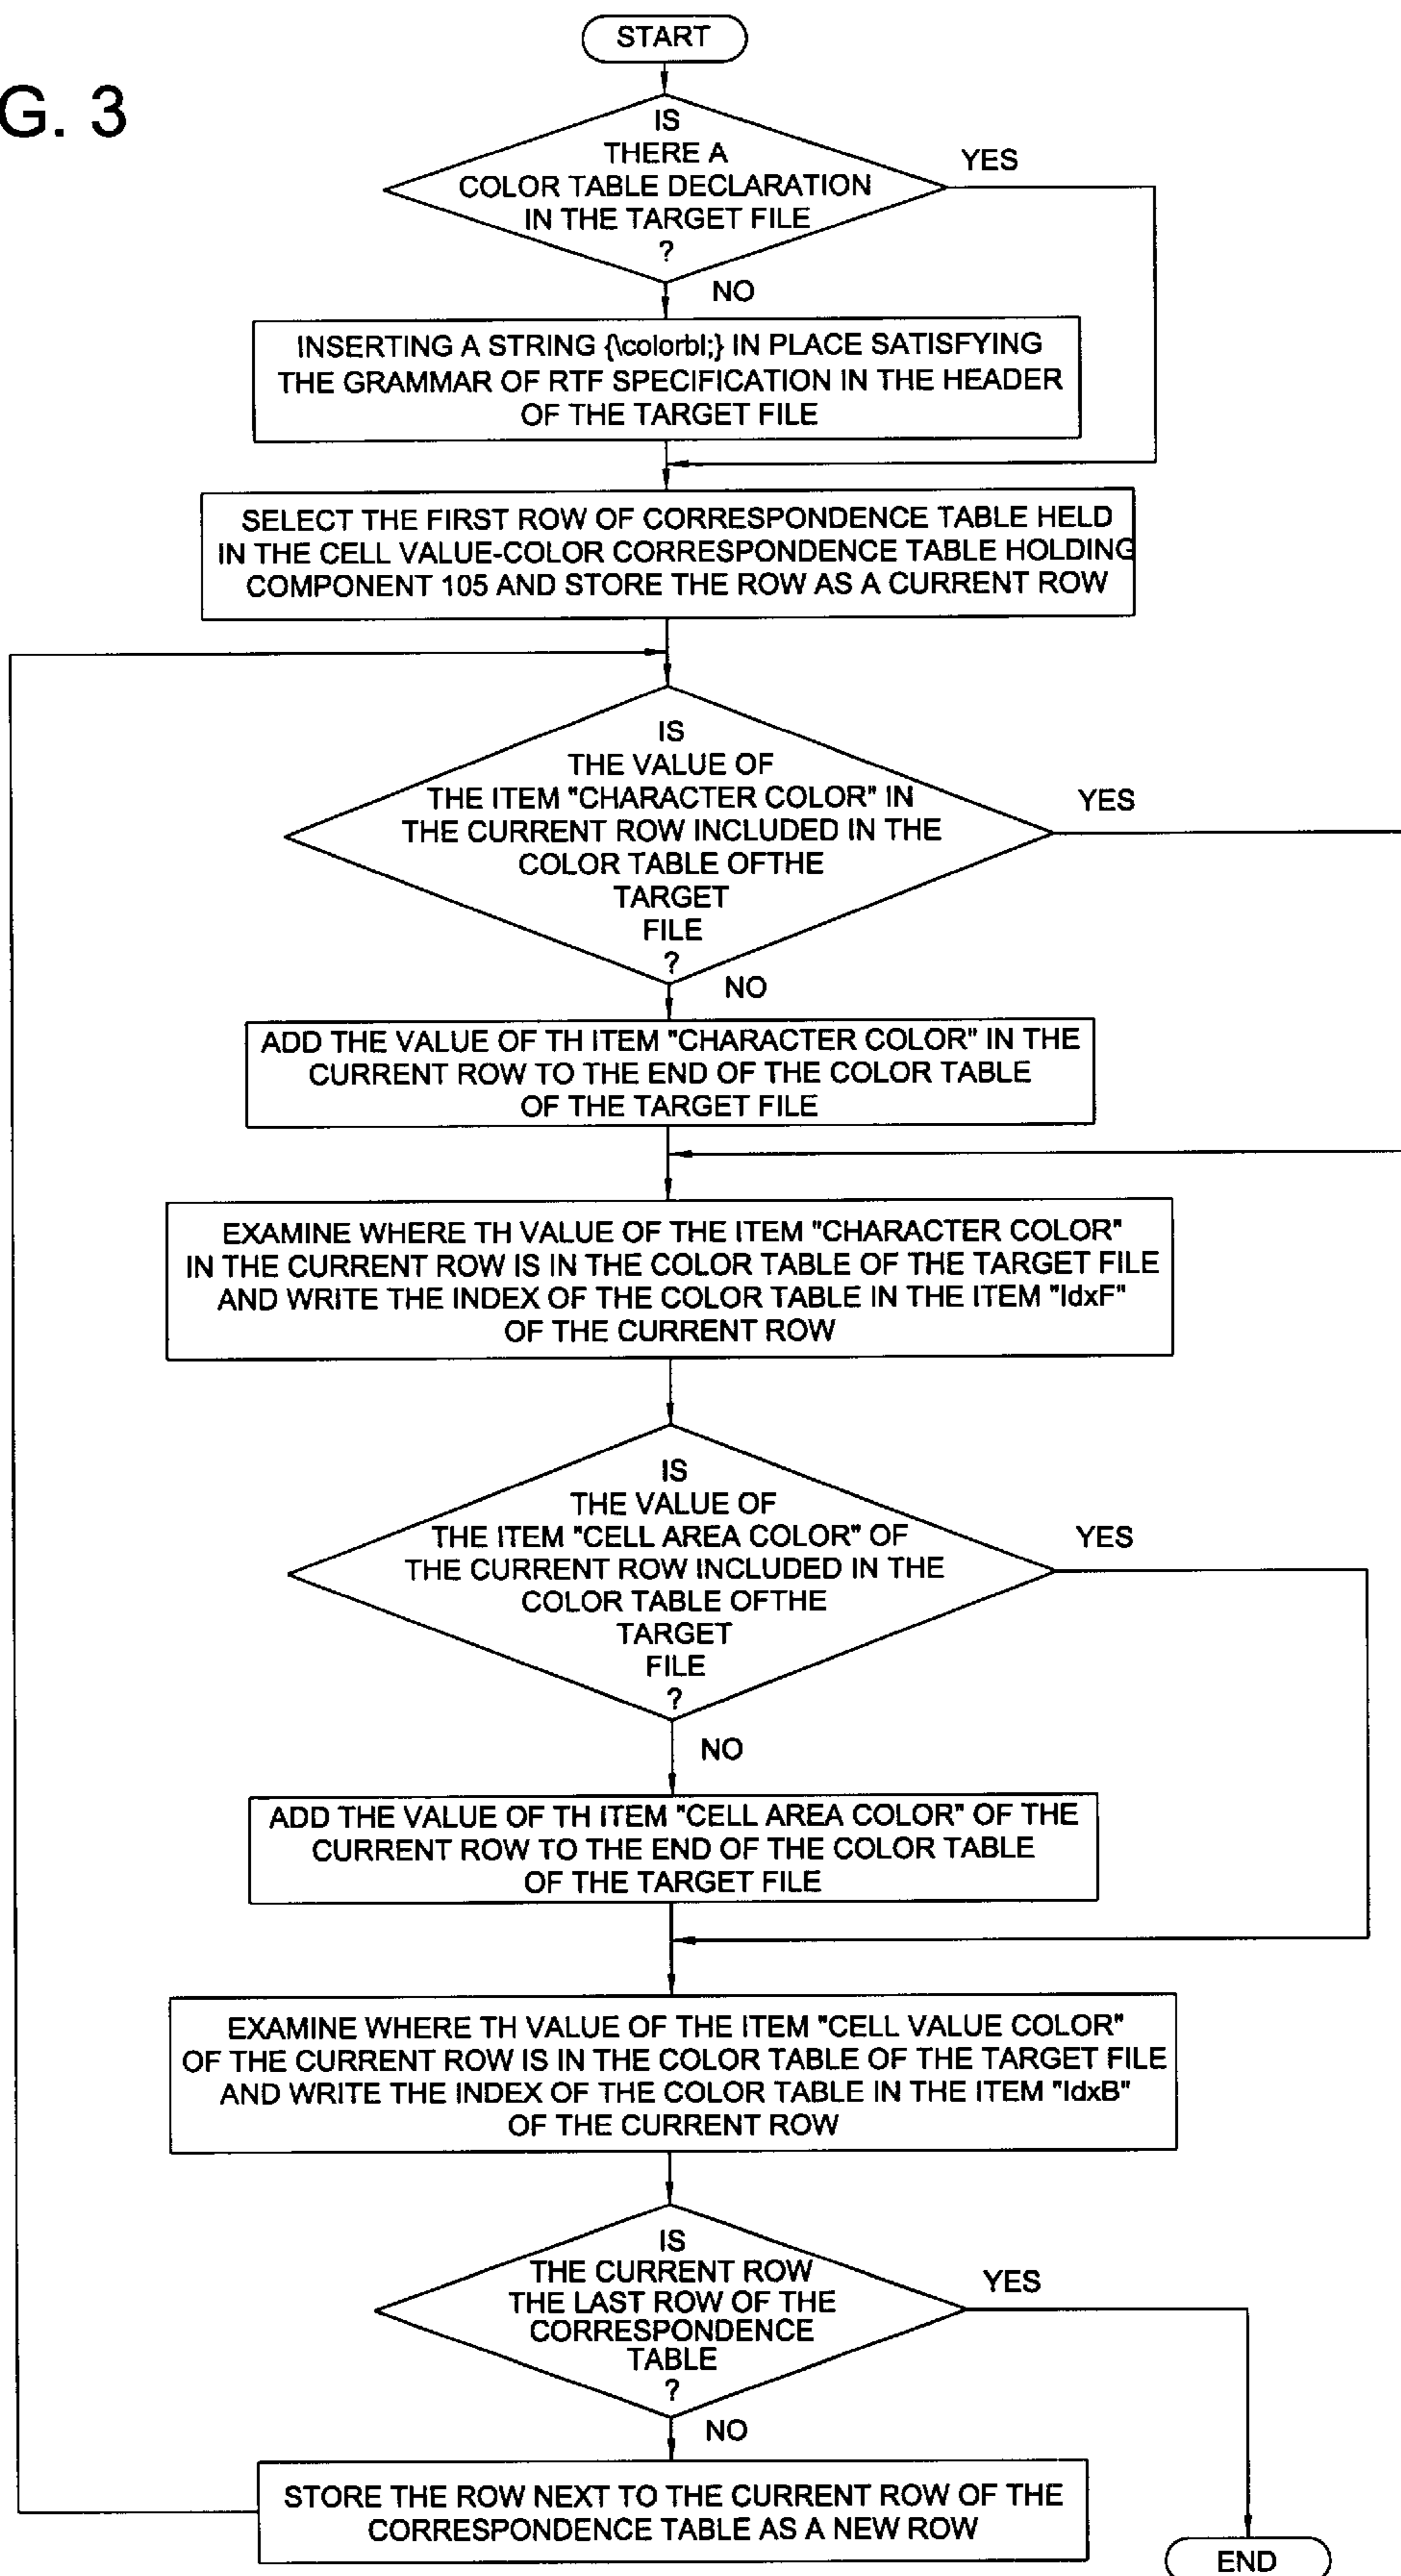 G. 3
START
IS
THERE A
COLOR TABLE DECLARATION
IN THE TARGET FILE
?
YES
NO
INSERTING A STRING {\colorbl;} IN PLACE SATISFYING
THE GRAMMAR OF RTF SPECIFICATION IN THE HEADER
OF THE TARGET FILE
SELECT THE FIRST ROW OF CORRESPONDENCE TABLE HELD
IN THE CELL VALUE-COLOR CORRESPONDENCE TABLE HOLDING
COMPONENT 105 AND STORE THE ROW AS A CURRENT ROW
IS
THE VALUE OF
THE ITEM "CHARACTER COLOR" IN
THE CURRENT ROW INCLUDED IN THE
COLOR TABLE OFTHE
TARGET
FILE
?
YES
NO
ADD THE VALUE OF TH ITEM "CHARACTER COLOR" IN THE
CURRENT ROW TO THE END OF THE COLOR TABLE
OF THE TARGET FILE
EXAMINE WHERE TH VALUE OF THE ITEM "CHARACTER COLOR"
IN THE CURRENT ROW IS IN THE COLOR TABLE OF THE TARGET FILE
AND WRITE THE INDEX OF THE COLOR TABLE IN THE ITEM "IdxF"
OF THE CURRENT ROW
IS
THE VALUE OF
THE ITEM "CELL AREA COLOR" OF
THE CURRENT ROW INCLUDED IN THE
COLOR TABLE OFTHE
TARGET
FILE
?
YES
NO
ADD THE VALUE OF TH ITEM "CELL AREA COLOR" OF THE
CURRENT ROW TO THE END OF THE COLOR TABLE
OF THE TARGET FILE
EXAMINE WHERE TH VALUE OF THE ITEM "CELL VALUE COLOR"
OF THE CURRENT ROW IS IN THE COLOR TABLE OF THE TARGET FILE
AND WRITE THE INDEX OF THE COLOR TABLE IN THE ITEM "IdxB"
OF THE CURRENT ROW
IS
THE CURRENT ROW
THE LAST ROW OF THE
CORRESPONDENCE
TABLE
?
YES
NO
STORE THE ROW NEXT TO THE CURRENT ROW OF THE
CORRESPONDENCE TABLE AS A NEW ROW
END